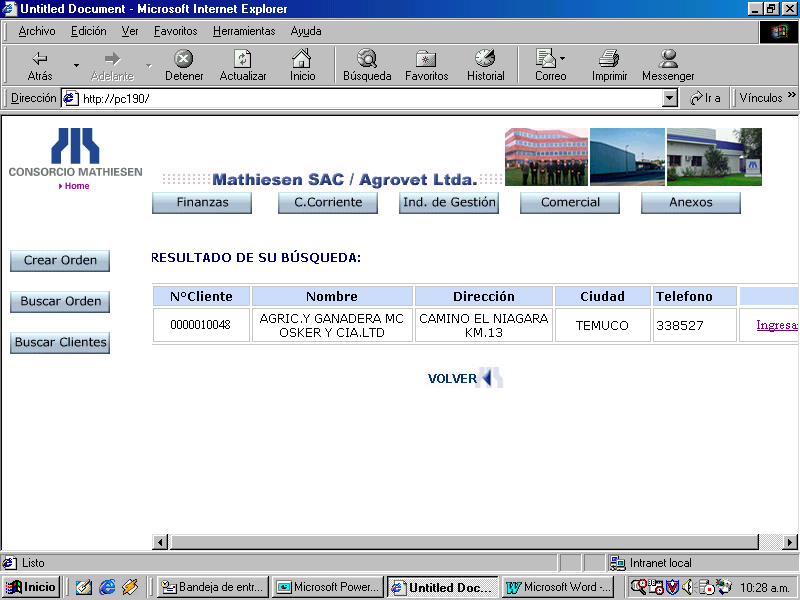 Untitled Document - Microsoft Internet Explorer
Archivo Edición Ver Favoritos Herramientas Ayuda
Atrás Adelante Detener Actualizar Inicio Búsqueda Favoritos Historial Correo Imprimir Messenger
Dirección http://pc190/ Ir a Vínculos »
CONSORCIO MATHIESEN
Home
Mathiesen SAC / Agrovet Ltda.
Finanzas C.Corriente Ind. de Gestión Comercial Anexos
Crear Orden
Buscar Orden
Buscar Clientes
RESULTADO DE SU BÚSQUEDA:
N°Cliente Nombre Dirección Ciudad Telefono
0000010048 AGRIC.Y GANADERA MC OSKER Y CIA.LTD CAMINO EL NIAGARA KM.13 TEMUCO 338527 Ingresa
VOLVER
Listo Intranet local
Inicio Bandeja de ent... Microsoft Power... Untitled Doc... Microsoft Word -... 10:28 a.m.